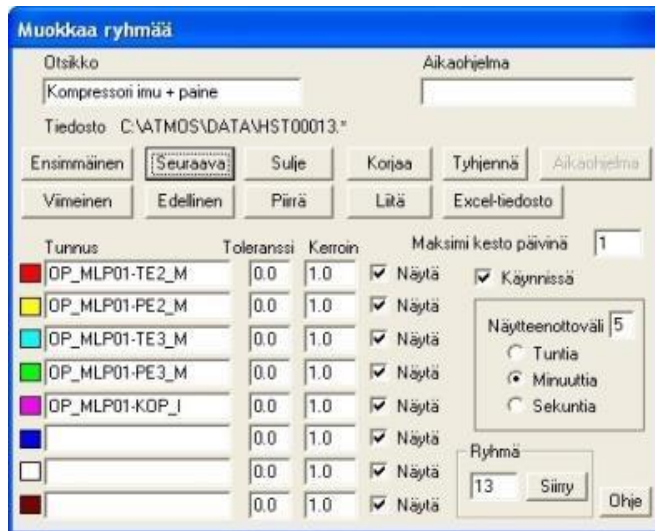 Muokkaa ryhmää
Otsikko Aikaohjelma
Kompressori imu + paine
Tiedosto C:\ATMOS\DATA\HST00013.*
Ensimmäinen Seuraava Sulje Korjaa Tyhjennä Aikaohjelma
Viimeinen Edellinen Piirrä Liitä Excel-tiedosto
Maksimi kesto päivinä 1
Tunnus Toleranssi Kerroin
OP_MLP01-TE2_M 0.0 1.0 Näytä
OP_MLP01-PE2_M 0.0 1.0 Näytä
OP_MLP01-TE3_M 0.0 1.0 Näytä
OP_MLP01-PE3_M 0.0 1.0 Näytä
OP_MLP01-KOP_I 0.0 1.0 Näytä
0.0 1.0 Näytä
0.0 1.0 Näytä
0.0 1.0 Näytä
Käynnissä
Näytteenottoväli 5
Tuntia
Minuuttia
Sekuntia
Ryhmä
13 Siirry
Ohje